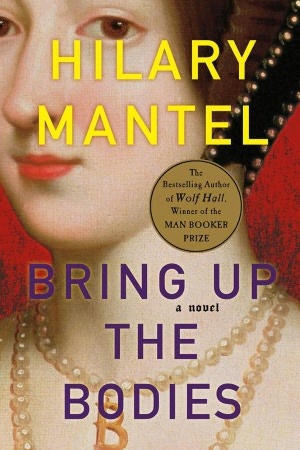 HILARY
MANTEL
The
Bestselling Author
of Wolf Hall,
Winner of the
MAN BOOKER
PRIZE
BRING UP
a novel
THE
BODIES
B